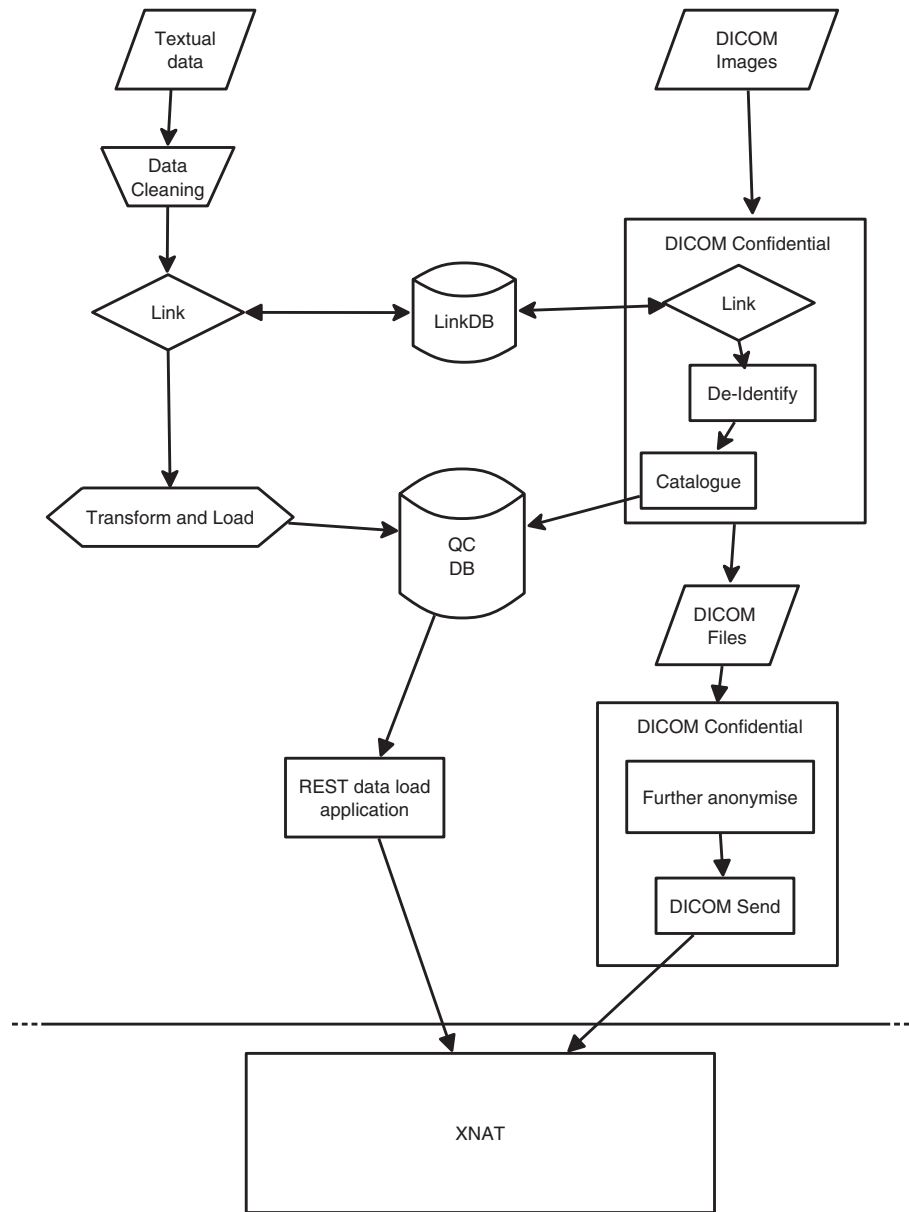 Textual
data
DICOM
Images
Data
Cleaning
DICOM Confidential
Link
LinkDB
Link
De-Identify
Catalogue
Transform and Load
QC
DB
DICOM
Files
DICOM Confidential
REST data load
application
Further anonymise
DICOM Send
XNAT